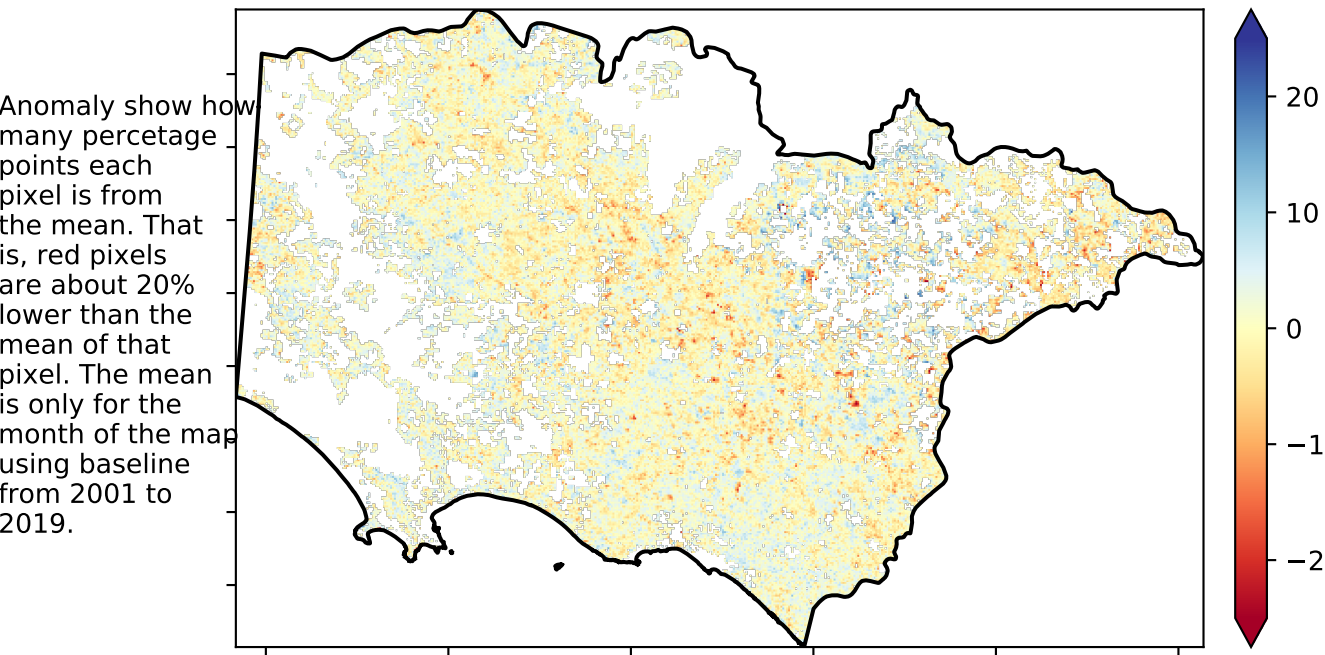 Anomaly show how
many percetage
points each
pixel is from
the mean. That
is, red pixels
are about 20%
lower than the
mean of that
pixel. The mean
is only for the
month of the map
using baseline
from 2001 to
2019.
20
10
0
−1
−2